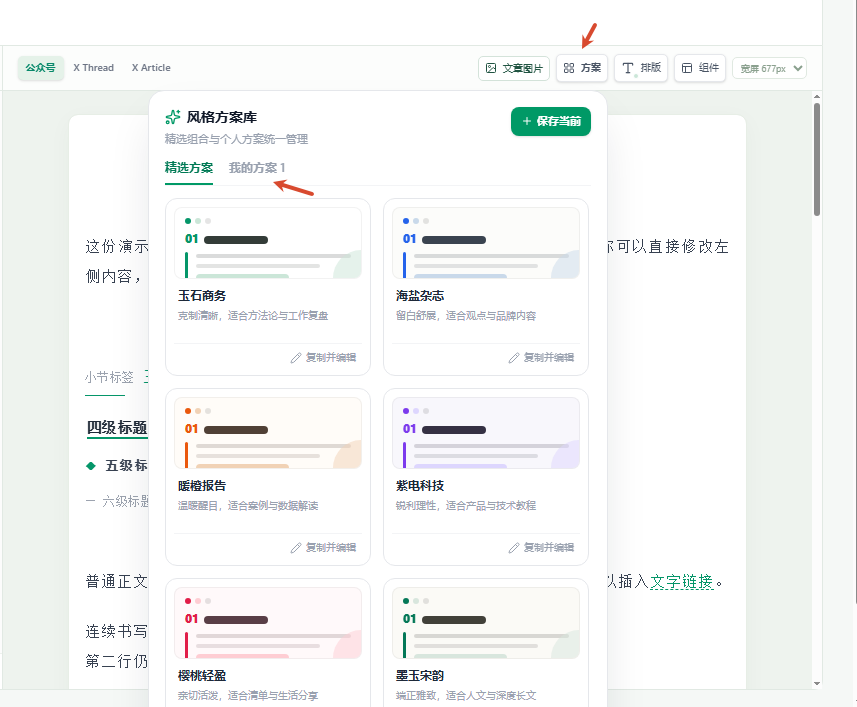 公众号 X Thread X Article 文章图片 方案 排版 组件 宽屏 677px
风格方案库
精选组合与个人方案统一管理
+ 保存当前
精选方案 我的方案 1
01
玉石商务
克制清晰，适合方法论与工作复盘
复制并编辑
01
海盐杂志
留白舒展，适合观点与品牌内容
复制并编辑
01
暖橙报告
温暖醒目，适合案例与数据解读
复制并编辑
01
紫电科技
锐利理性，适合产品与技术教程
复制并编辑
01
樱桃轻盈
亲切活发，适合清单与生活分享
01
墨玉宋韵
端正雅致，适合人文与深度长文
这份演示
你可以直接修改左
侧内容，
小节标签
四级标题
五级标
六级标题
普通正文
以插入文字链接。
连续书写
第二行仍